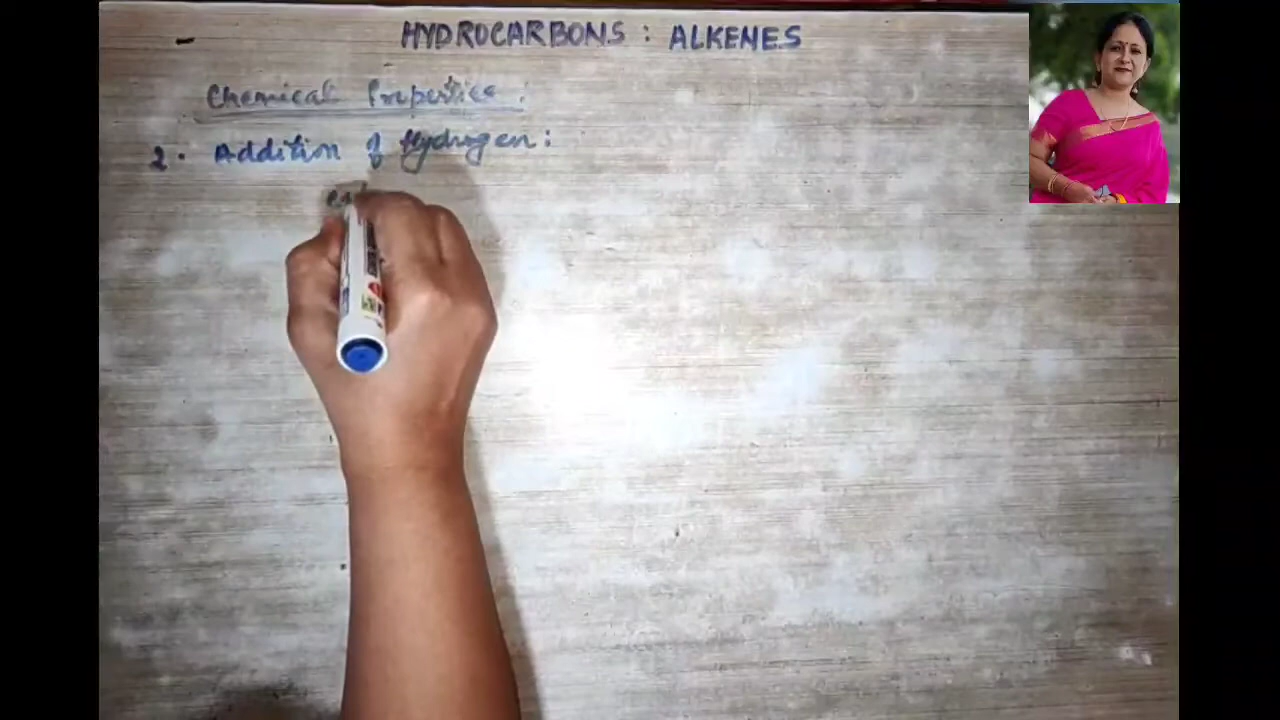 HYDROCARBONS : ALKENES
Chemical Properties :
2. Addition of Hydrogen :